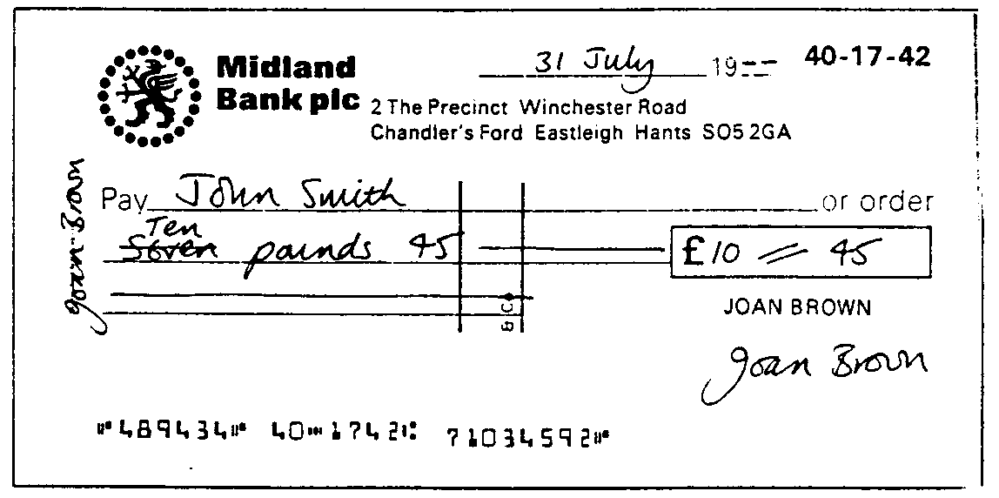 31 July 19-- 40-17-42
Midland
Bank plc
2 The Precinct Winchester Road
Chandler's Ford Eastleigh Hants SO5 2GA
Joan Brown
Pay John Smith or order
Ten
Seven pounds 45 £10 = 45
& Co
JOAN BROWN
Joan Brown
⑈489434⑈ 40⑉1742⑆ 71034592⑈